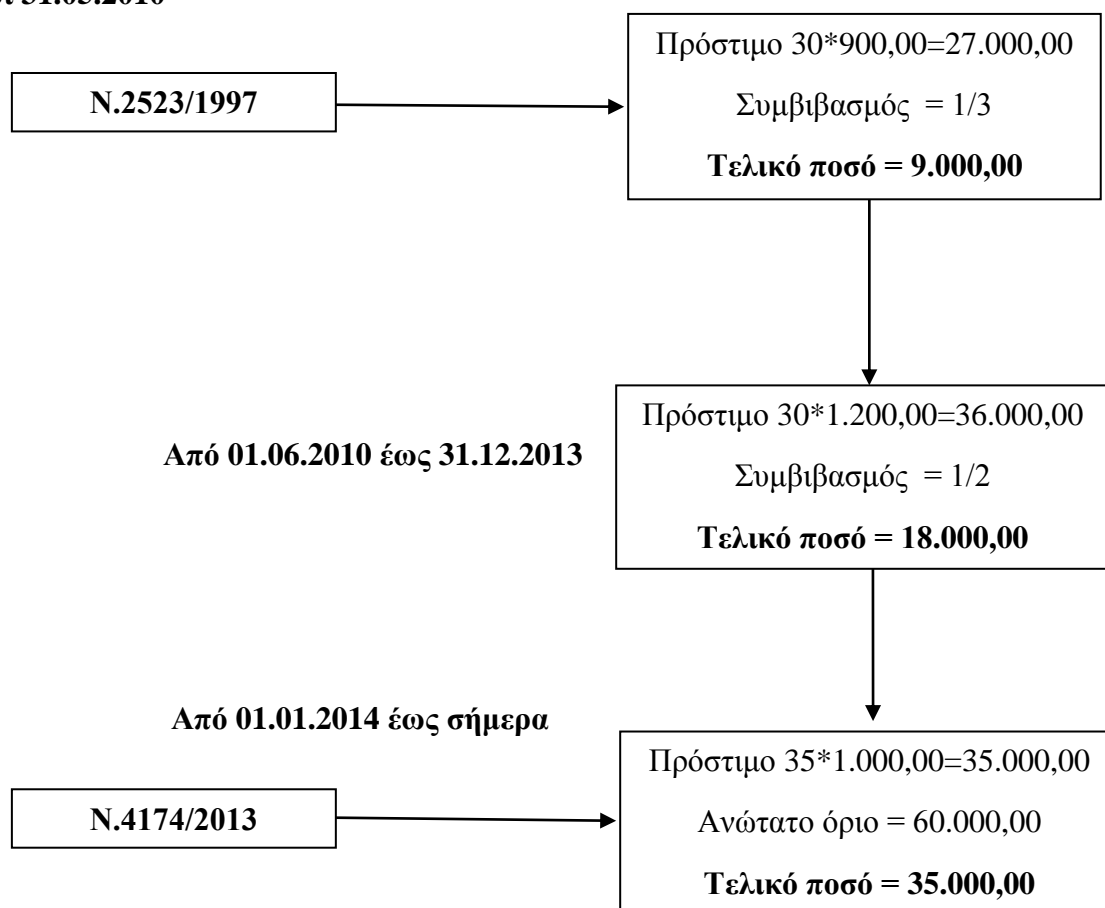 31.05.2010
Πρόστιμο 30*900,00=27.000,00
Ν.2523/1997
Συμβιβασμός = 1/3
Τελικό ποσό = 9.000,00
Πρόστιμο 30*1.200,00=36.000,00
Από 01.06.2010 έως 31.12.2013
Συμβιβασμός = 1/2
Τελικό ποσό = 18.000,00
Από 01.01.2014 έως σήμερα
Πρόστιμο 35*1.000,00=35.000,00
Ν.4174/2013
Ανώτατο όριο = 60.000,00
Τελικό ποσό = 35.000,00